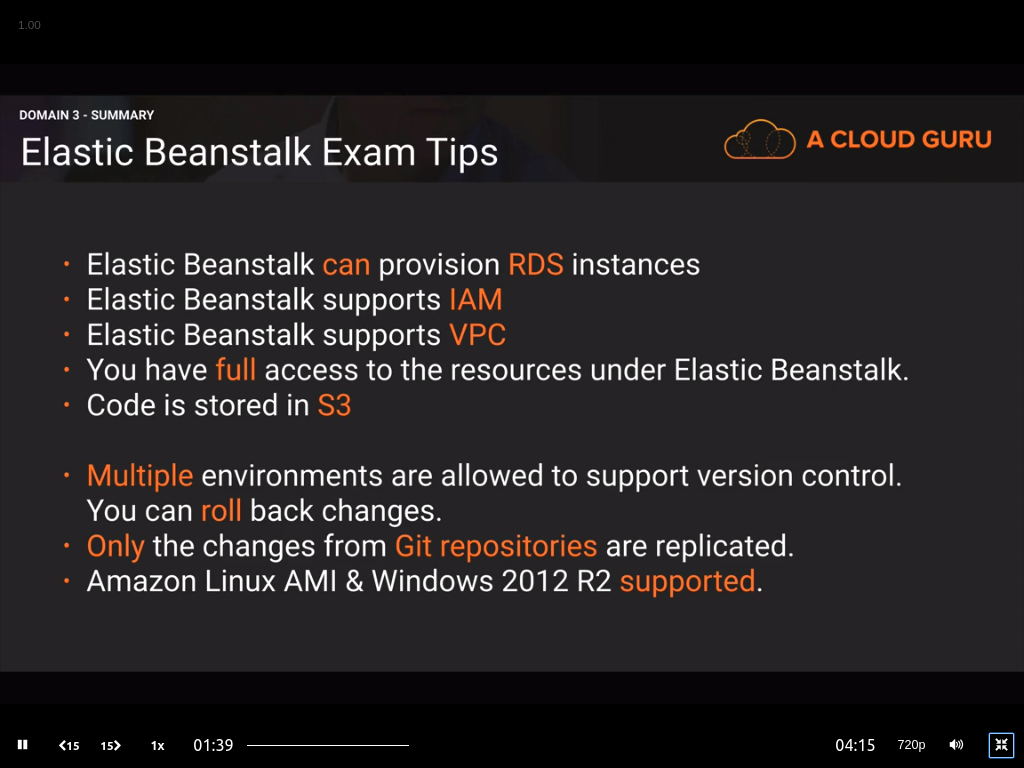 1.00
DOMAIN 3 - SUMMARY
Elastic Beanstalk Exam Tips
A CLOUD GURU
· Elastic Beanstalk can provision RDS instances
· Elastic Beanstalk supports IAM
· Elastic Beanstalk supports VPC
· You have full access to the resources under Elastic Beanstalk.
· Code is stored in S3
· Multiple environments are allowed to support version control.
You can roll back changes.
· Only the changes from Git repositories are replicated.
· Amazon Linux AMI & Windows 2012 R2 supported.
15 15 1x 01:39 04:15 720p